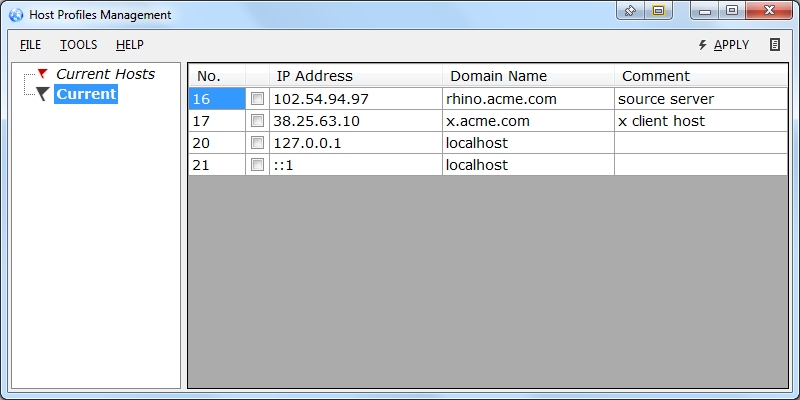 Host Profiles Management
FILE TOOLS HELP APPLY
Current Hosts
Current
No. IP Address Domain Name Comment
16 102.54.94.97 rhino.acme.com source server
17 38.25.63.10 x.acme.com x client host
20 127.0.0.1 localhost
21 ::1 localhost